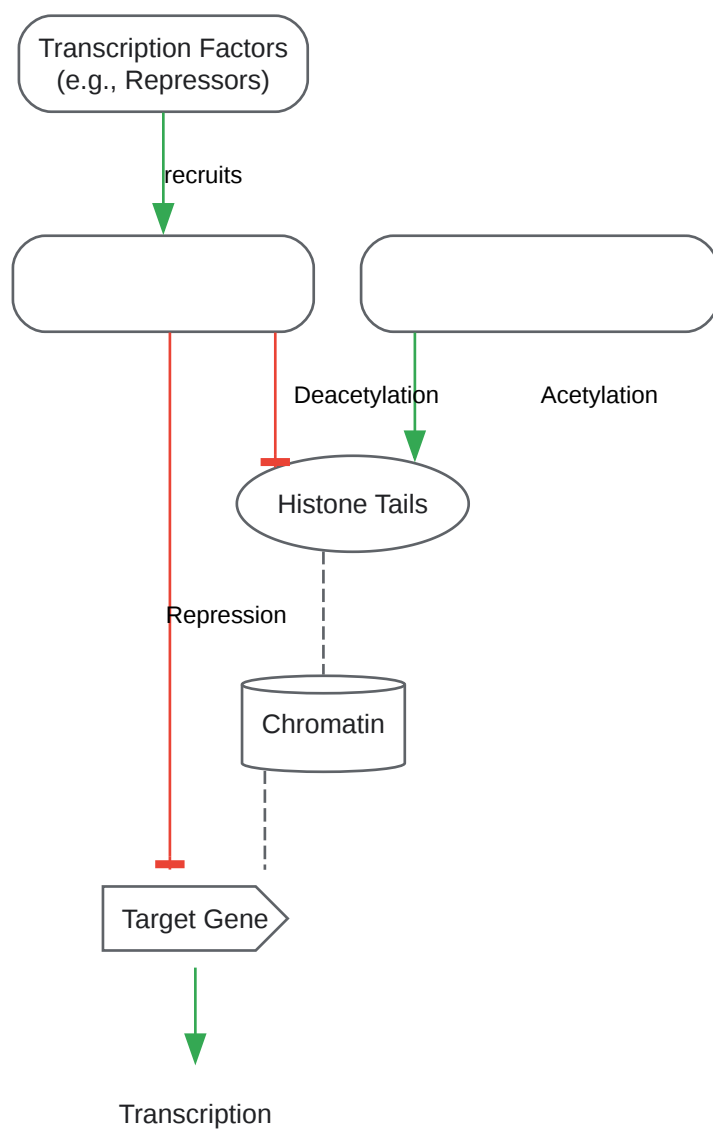 Transcription Factors
(e.g., Repressors)
recruits
Deacetylation
Acetylation
Histone Tails
Repression
Chromatin
Target Gene
Transcription